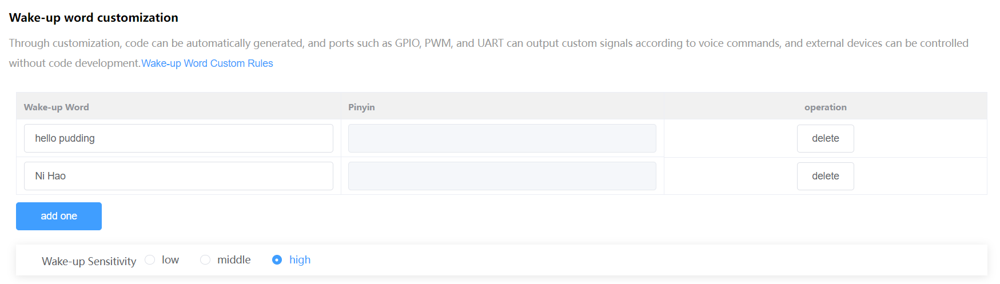 Wake-up word customization
Through customization, code can be automatically generated, and ports such as GPIO, PWM, and UART can output custom signals according to voice commands, and external devices can be controlled
without code development.Wake-up Word Custom Rules
Wake-up Word Pinyin operation
hello pudding delete
Ni Hao delete
add one
Wake-up Sensitivity low middle high